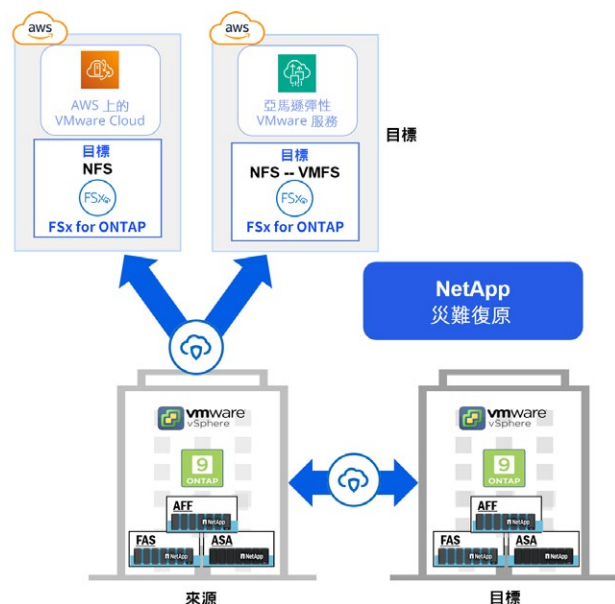 aws
AWS 上的
VMware Cloud
目標
NFS
FSx
FSx for ONTAP
aws
亞馬遜彈性
VMware 服務
目標
NFS -- VMFS
FSx
FSx for ONTAP
目標
NetApp
災難復原
vmware
vSphere
9
ONTAP
AFF
NetApp
FAS
NetApp
ASA
NetApp
來源
vmware
vSphere
9
ONTAP
AFF
NetApp
FAS
NetApp
ASA
NetApp
目標